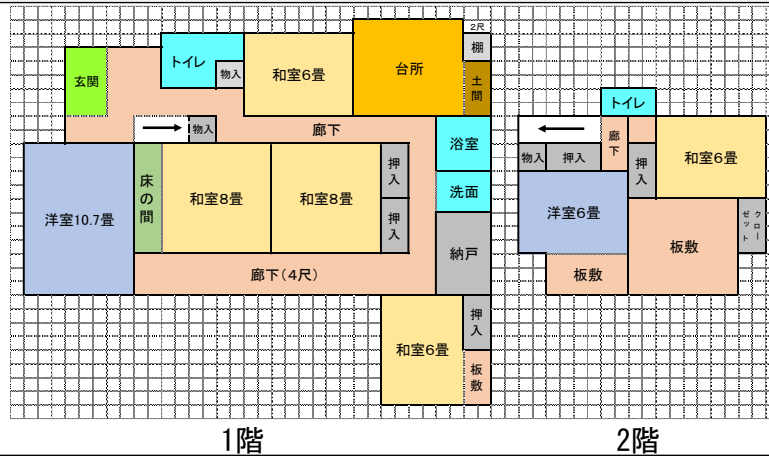 2尺
棚
トイレ
玄関
物入
和室6畳
台所
土間
物入
廊下
浴室
洗面
床の間
和室8畳
和室8畳
押入
押入
洋室10.7畳
納戸
廊下(4尺)
和室6畳
押入
板敷
1階
トイレ
廊下
物入
押入
押入
和室6畳
洋室6畳
クローゼット
板敷
板敷
2階